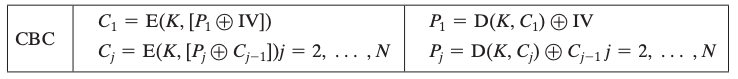 CBC
C₁ = E(K, [P₁ ⊕ IV])
Cⱼ = E(K, [Pⱼ ⊕ Cⱼ₋₁])j = 2, … , N
P₁ = D(K, C₁) ⊕ IV
Pⱼ = D(K, Cⱼ) ⊕ Cⱼ₋₁ j = 2, … , N